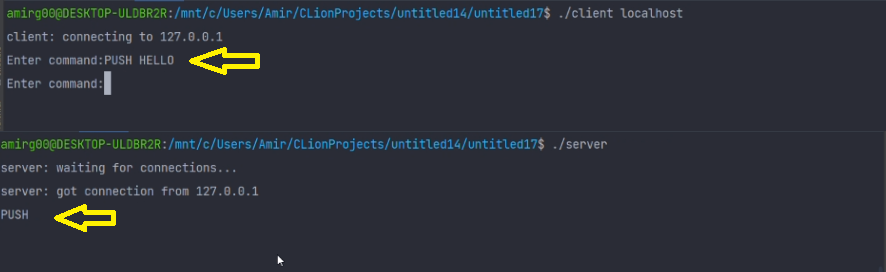 amirg00@DESKTOP-ULDBR2R:/mnt/c/Users/Amir/CLionProjects/untitled14/untitled17$ ./client localhost
client: connecting to 127.0.0.1
Enter command:PUSH HELLO
Enter command:
amirg00@DESKTOP-ULDBR2R:/mnt/c/Users/Amir/CLionProjects/untitled14/untitled17$ ./server
server: waiting for connections...
server: got connection from 127.0.0.1
PUSH